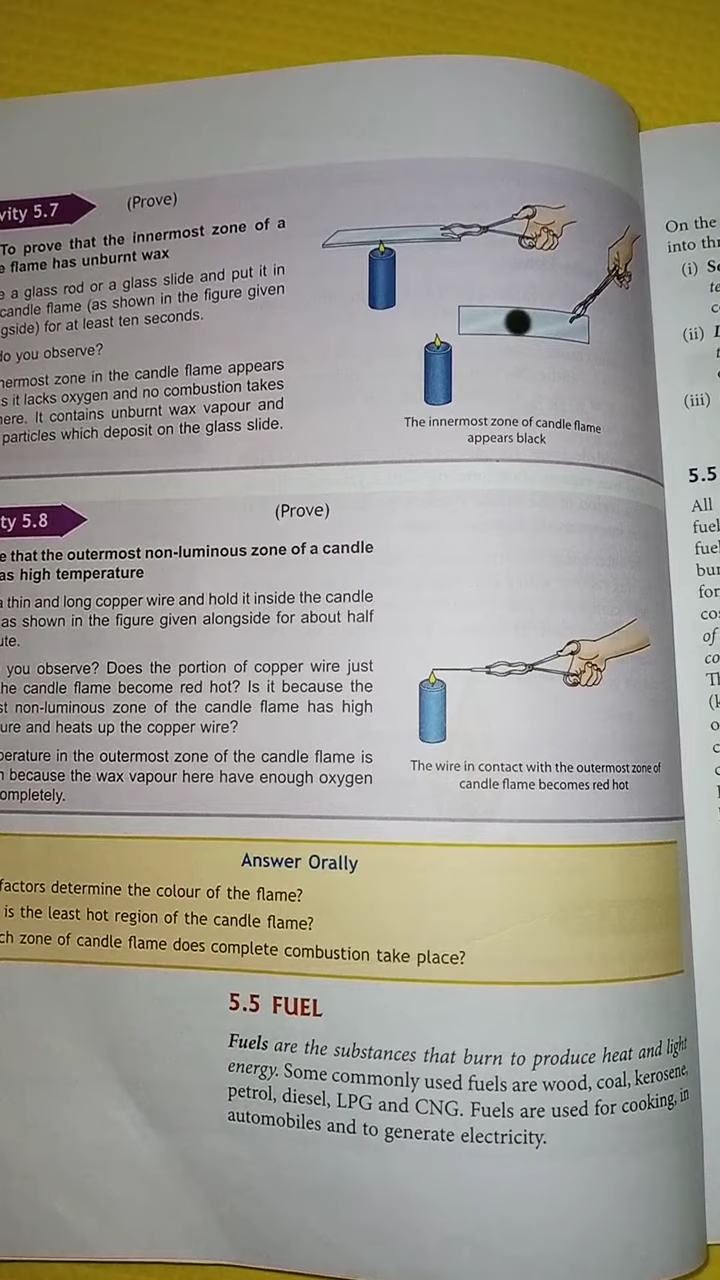 vity 5.7
(Prove)
To prove that the innermost zone of a
e flame has unburnt wax
e a glass rod or a glass slide and put it in
candle flame (as shown in the figure given
gside) for at least ten seconds.
do you observe?
nermost zone in the candle flame appears
s it lacks oxygen and no combustion takes
ere. It contains unburnt wax vapour and
particles which deposit on the glass slide.
The innermost zone of candle flame
appears black
ty 5.8
(Prove)
e that the outermost non-luminous zone of a candle
as high temperature
a thin and long copper wire and hold it inside the candle
as shown in the figure given alongside for about half
ute.
you observe? Does the portion of copper wire just
he candle flame become red hot? Is it because the
st non-luminous zone of the candle flame has high
ure and heats up the copper wire?
perature in the outermost zone of the candle flame is
because the wax vapour here have enough oxygen
ompletely.
The wire in contact with the outermost zone of
candle flame becomes red hot
Answer Orally
factors determine the colour of the flame?
is the least hot region of the candle flame?
ch zone of candle flame does complete combustion take place?
5.5 FUEL
Fuels are the substances that burn to produce heat and light
energy. Some commonly used fuels are wood, coal, kerosene,
petrol, diesel, LPG and CNG. Fuels are used for cooking, in
automobiles and to generate electricity.
On the
into thr
(i) Se
te
c
(ii)
(iii)
5.5
All
fuel
fue
bur
for
co
of
co